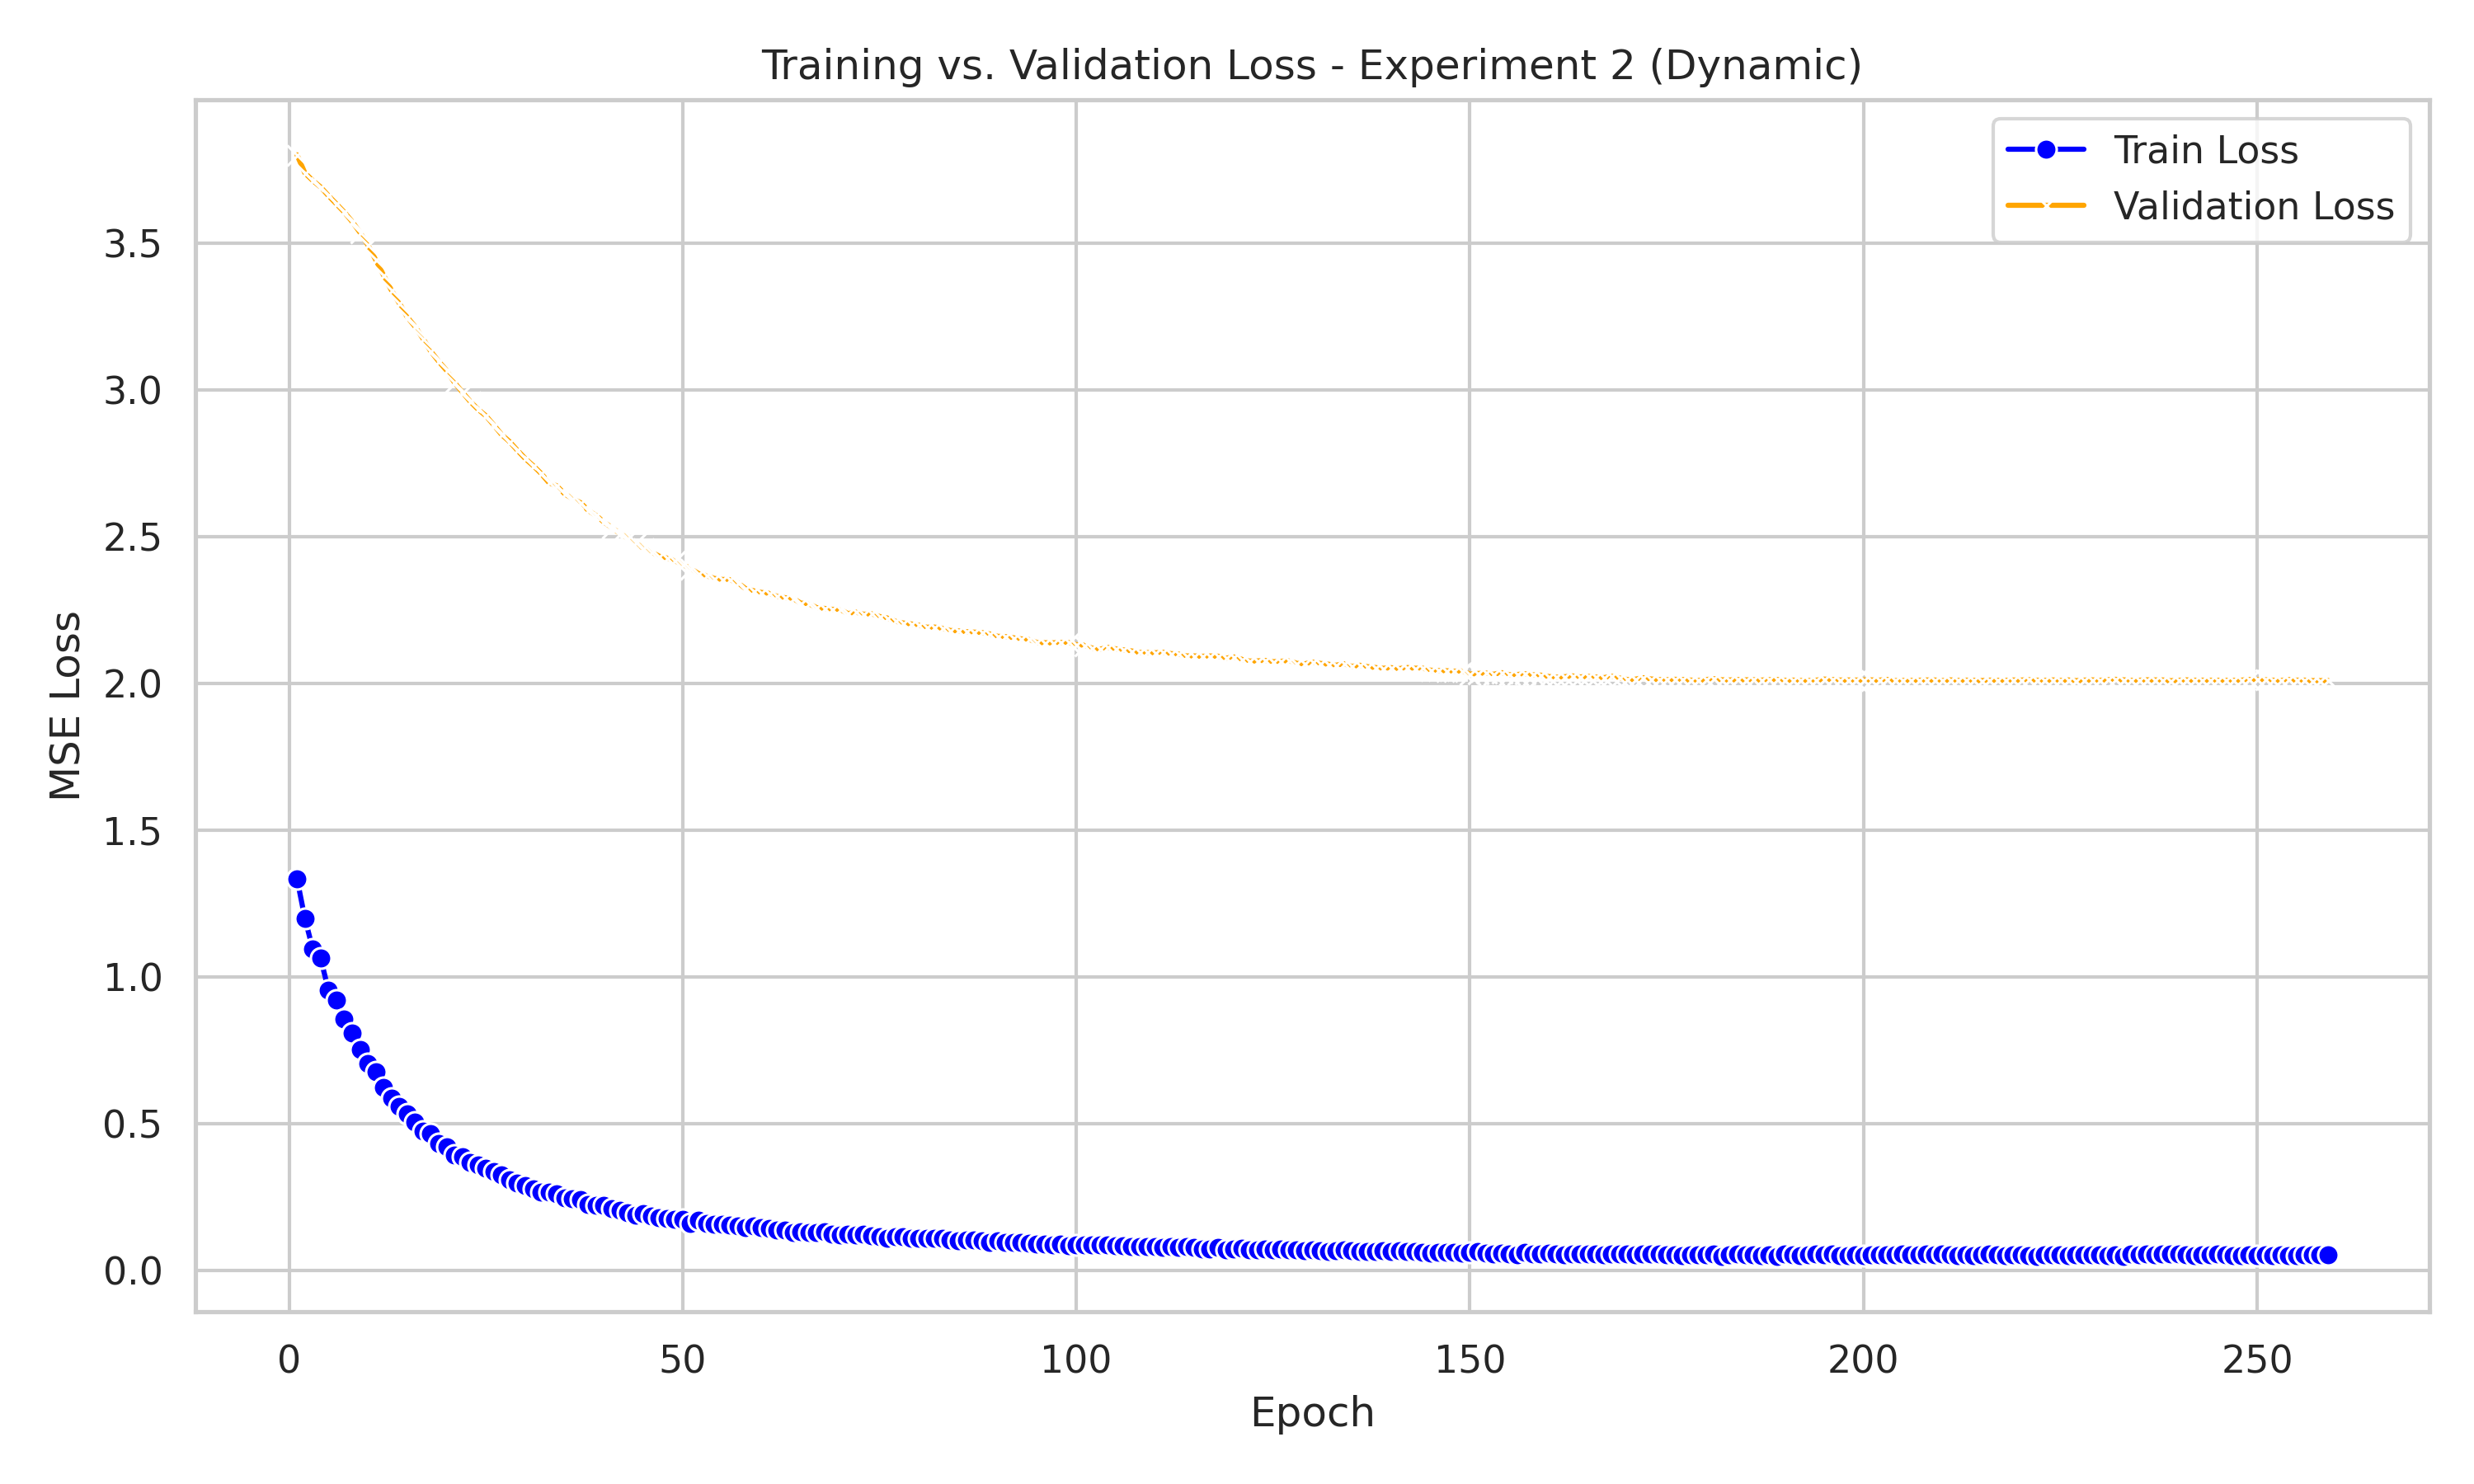 Training vs. Validation Loss - Experiment 2 (Dynamic)
Train Loss
Validation Loss
MSE Loss
3.5
3.0
2.5
2.0
1.5
1.0
0.5
0.0
0 50 100 150 200 250
Epoch